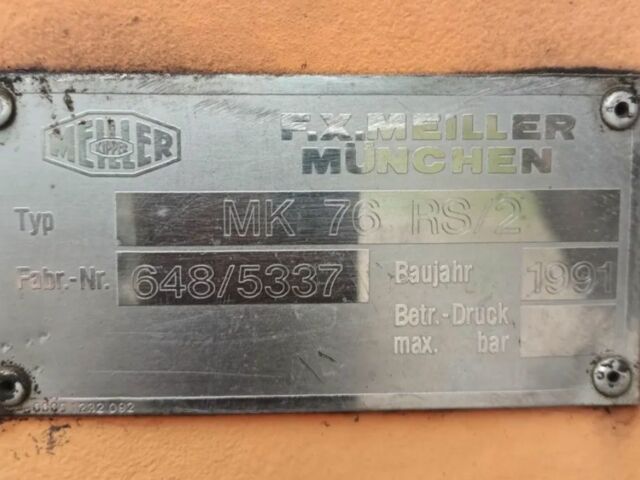 MEILLER
KIPPER
F.X.MEILLER
MÜNCHEN
Typ MK 76 RS/2
Fabr.-Nr. 648/5337 Baujahr 1991
Betr.-Druck
max. bar